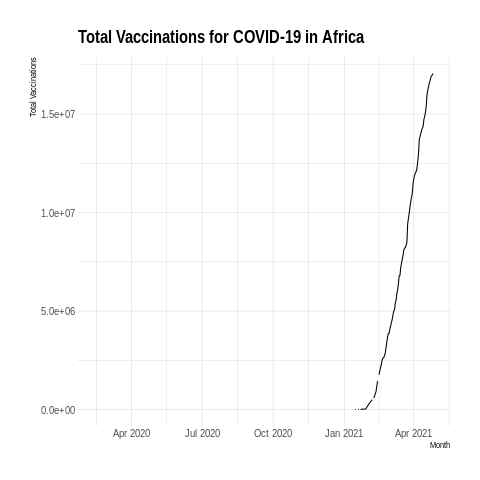 Total Vaccinations for COVID-19 in Africa
Total Vaccinations
1.5e+07
1.0e+07
5.0e+06
0.0e+00
Apr 2020 Jul 2020 Oct 2020 Jan 2021 Apr 2021
Month